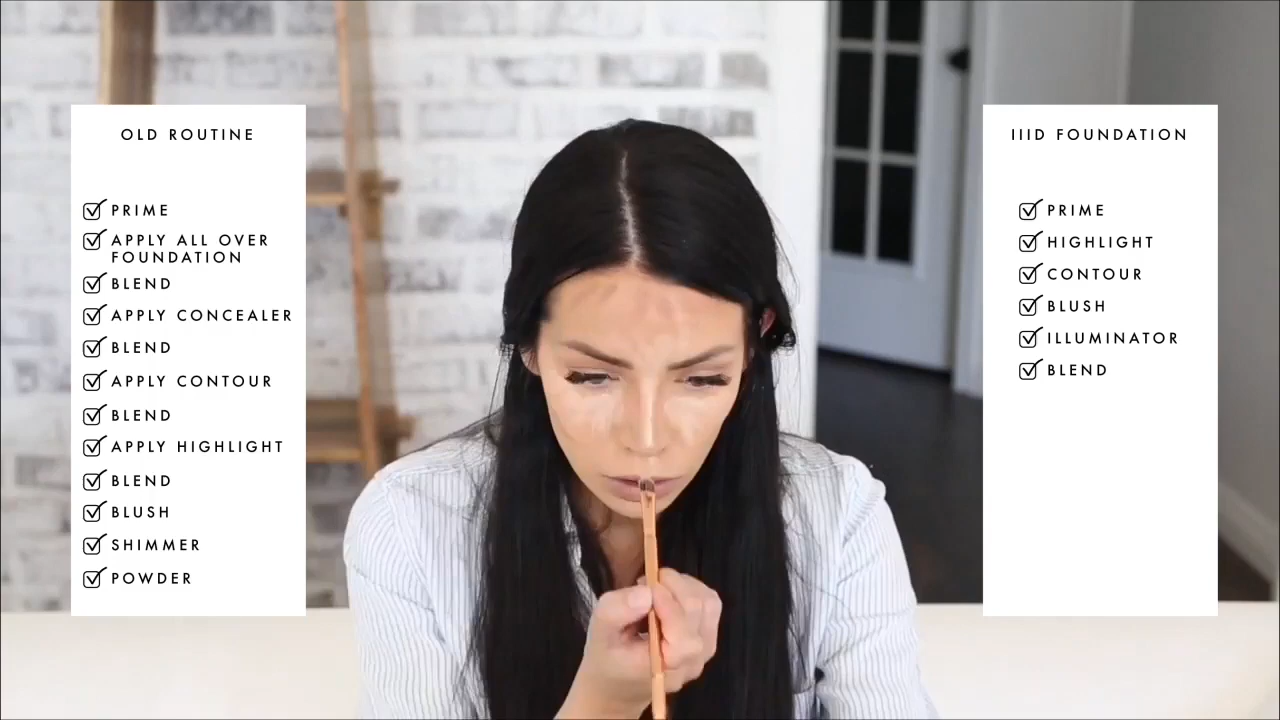 OLD ROUTINE
PRIME
APPLY ALL OVER
FOUNDATION
BLEND
APPLY CONCEALER
BLEND
APPLY CONTOUR
BLEND
APPLY HIGHLIGHT
BLEND
BLUSH
SHIMMER
POWDER
IIID FOUNDATION
PRIME
HIGHLIGHT
CONTOUR
BLUSH
ILLUMINATOR
BLEND